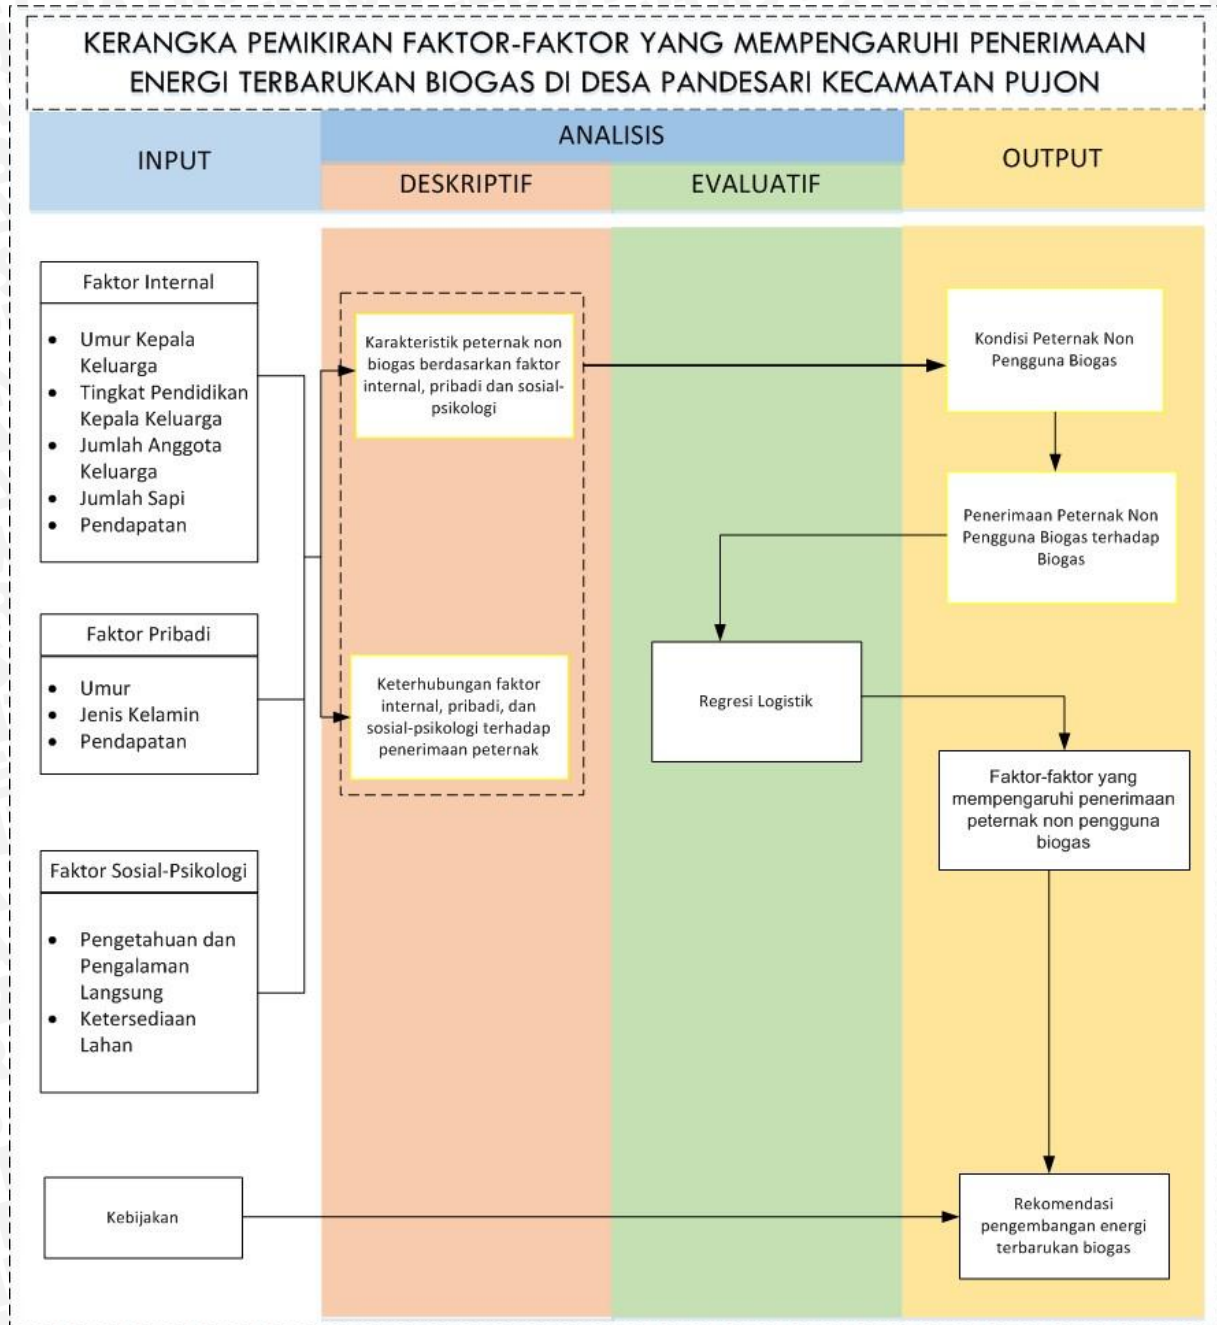 KERANGKA PEMIKIRAN FAKTOR-FAKTOR YANG MEMPENGARUHI PENERIMAAN
ENERGI TERBARUKAN BIOGAS DI DESA PANDESARI KECAMATAN PUJON
INPUT
ANALISIS
DESKRIPTIF
EVALUATIF
OUTPUT
Faktor Internal
• Umur Kepala
Keluarga
• Tingkat Pendidikan
Kepala Keluarga
• Jumlah Anggota
Keluarga
• Jumlah Sapi
• Pendapatan
Faktor Pribadi
• Umur
• Jenis Kelamin
• Pendapatan
Faktor Sosial-Psikologi
• Pengetahuan dan
Pengalaman
Langsung
• Ketersediaan
Lahan
Kebijakan
Karakteristik peternak non
biogas berdasarkan faktor
internal, pribadi dan sosial-
psikologi
Keterhubungan faktor
internal, pribadi, dan
sosial-psikologi terhadap
penerimaan peternak
Regresi Logistik
Kondisi Peternak Non
Pengguna Biogas
Penerimaan Peternak Non
Pengguna Biogas terhadap
Biogas
Faktor-faktor yang
mempengaruhi penerimaan
peternak non pengguna
biogas
Rekomendasi
pengembangan energi
terbarukan biogas